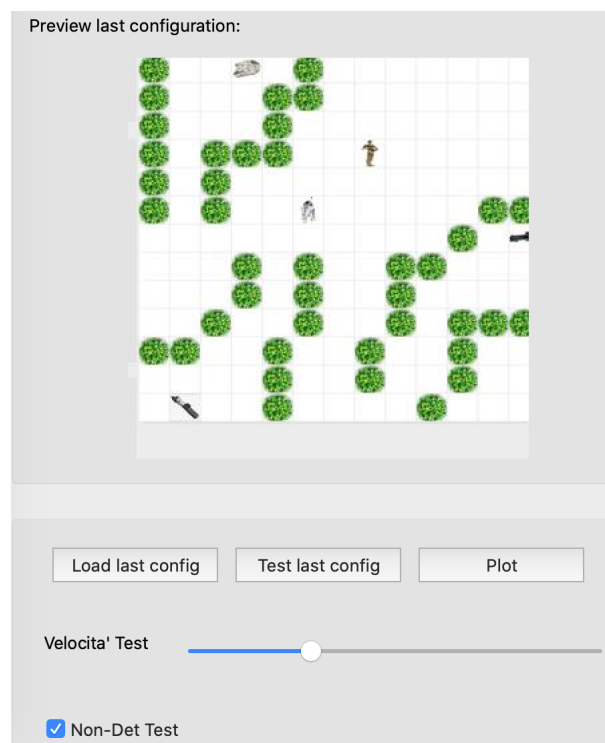 Preview last configuration:
Load last config
Test last config
Plot
Velocita' Test
Non-Det Test